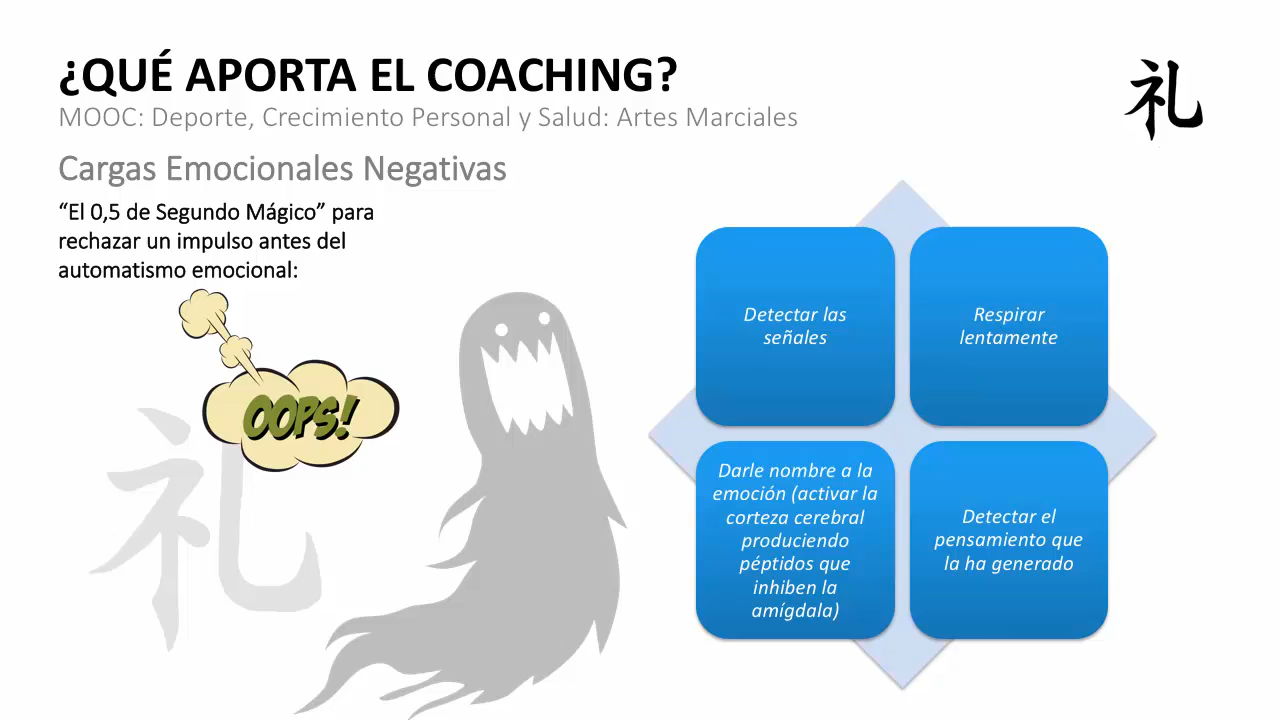 ¿QUÉ APORTA EL COACHING?
MOOC: Deporte, Crecimiento Personal y Salud: Artes Marciales
礼
Cargas Emocionales Negativas
“El 0,5 de Segundo Mágico” para
rechazar un impulso antes del
automatismo emocional:
OOPS!
礼
Detectar las
señales
Respirar
lentamente
Darle nombre a la
emoción (activar la
corteza cerebral
produciendo
péptidos que
inhiben la
amígdala)
Detectar el
pensamiento que
la ha generado